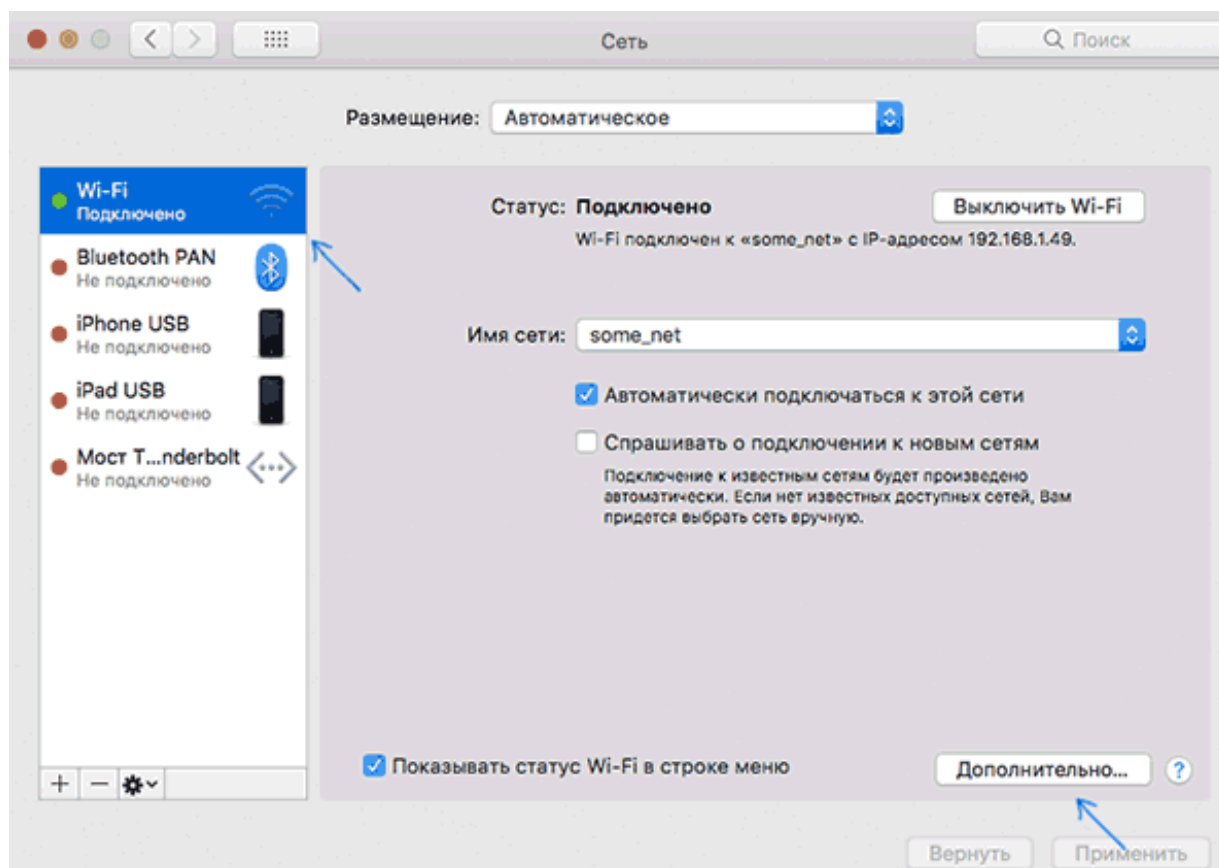 Сеть
Поиск
Размещение: Автоматическое
Wi-Fi
Подключено
Bluetooth PAN
Не подключено
iPhone USB
Не подключено
iPad USB
Не подключено
Мост T...nderbolt
Не подключено
Статус: Подключено
Выключить Wi-Fi
Wi-Fi подключен к «some_net» с IP-адресом 192.168.1.49.
Имя сети: some_net
Автоматически подключаться к этой сети
Спрашивать о подключении к новым сетям
Подключение к известным сетям будет произведено
автоматически. Если нет известных доступных сетей, Вам
придется выбрать сеть вручную.
Показывать статус Wi-Fi в строке меню
Дополнительно...
?
Вернуть
Применить